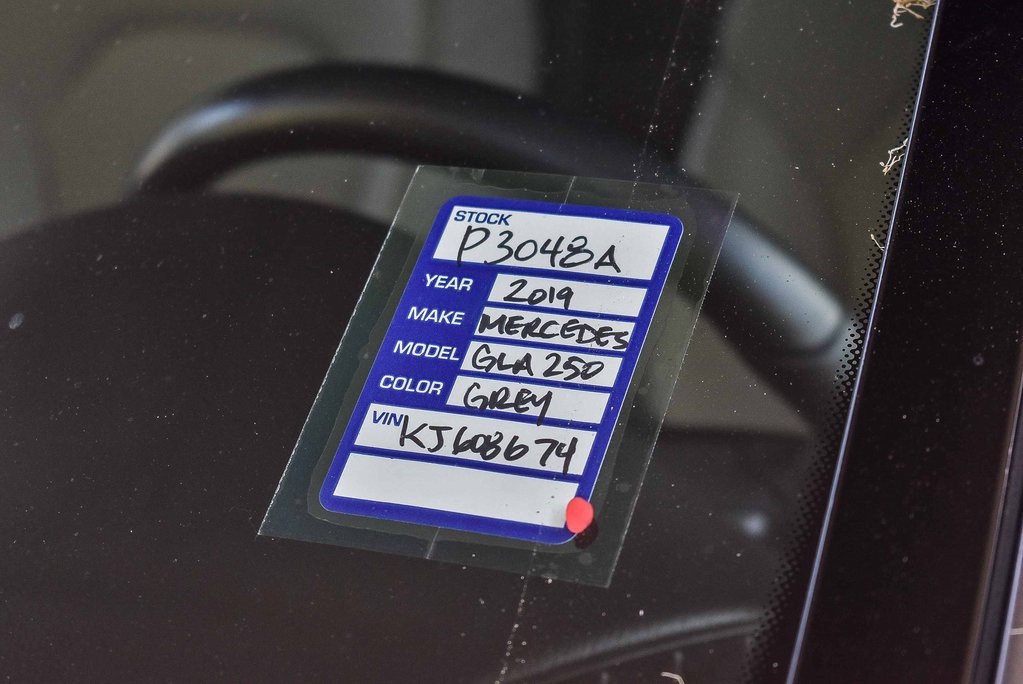 STOCK
P3048A
YEAR 2019
MAKE MERCEDES
MODEL GLA 250
COLOR GREY
VIN KJ608674